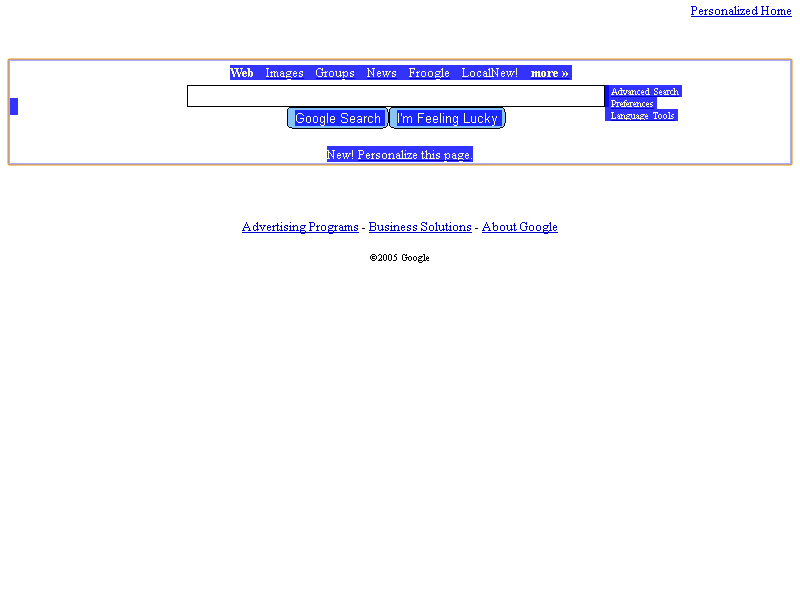 Personalized Home
Web Images Groups News Froogle LocalNew! more »
Advanced Search
Preferences
Language Tools
Google Search I'm Feeling Lucky
New! Personalize this page.
Advertising Programs - Business Solutions - About Google
©2005 Google